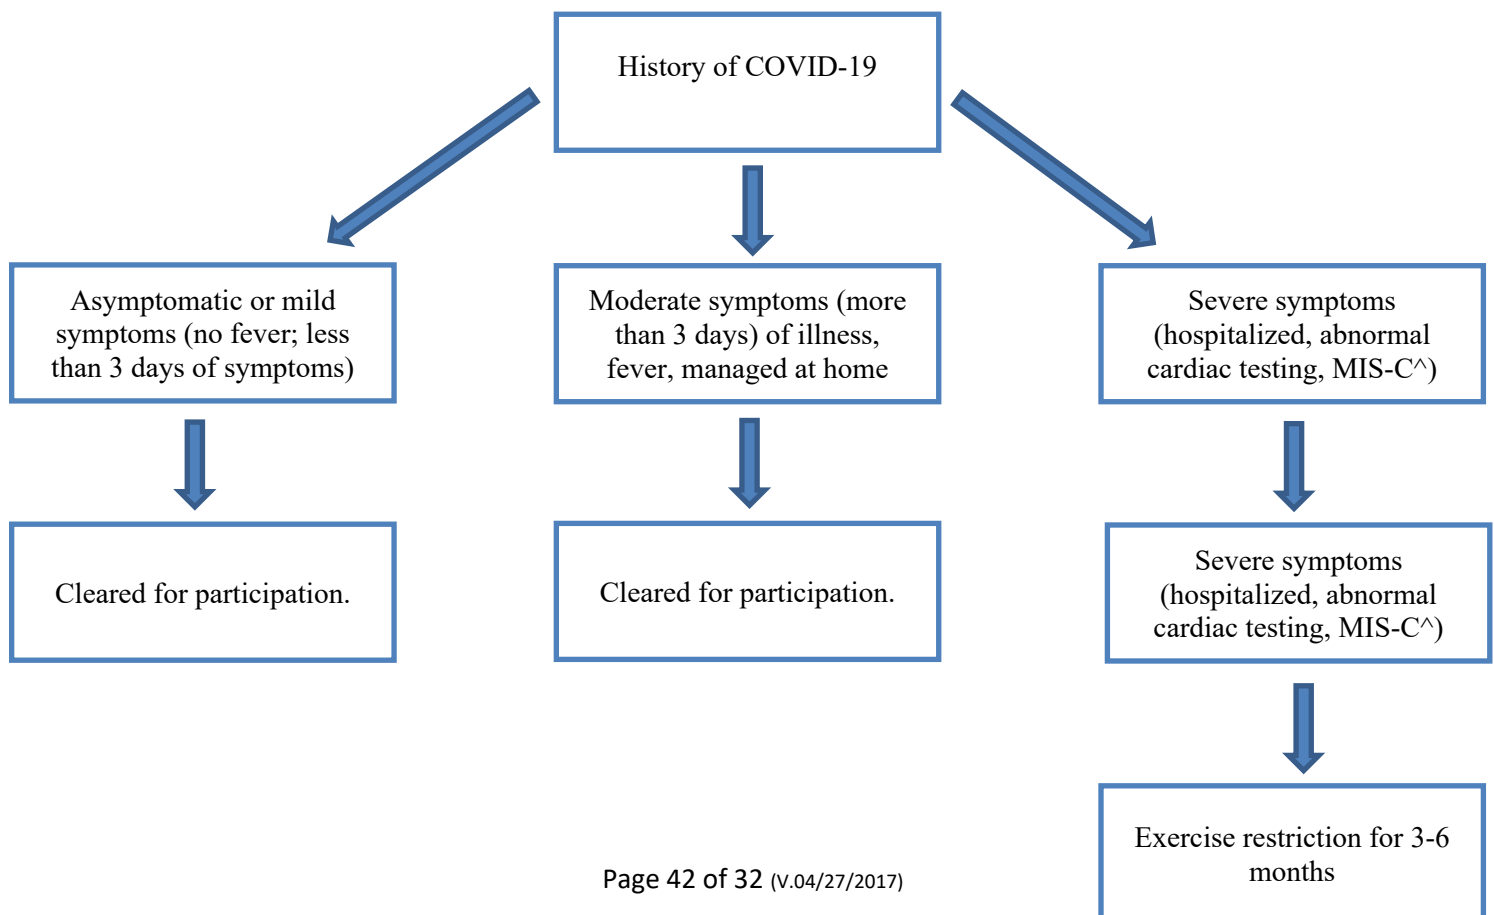 History of COVID-19
Asymptomatic or mild
symptoms (no fever; less
than 3 days of symptoms)
Moderate symptoms (more
than 3 days) of illness,
fever, managed at home
Severe symptoms
(hospitalized, abnormal
cardiac testing, MIS-C^)
Cleared for participation.
Cleared for participation.
Severe symptoms
(hospitalized, abnormal
cardiac testing, MIS-C^)
Exercise restriction for 3-6
months
Page 42 of 32 (V.04/27/2017)